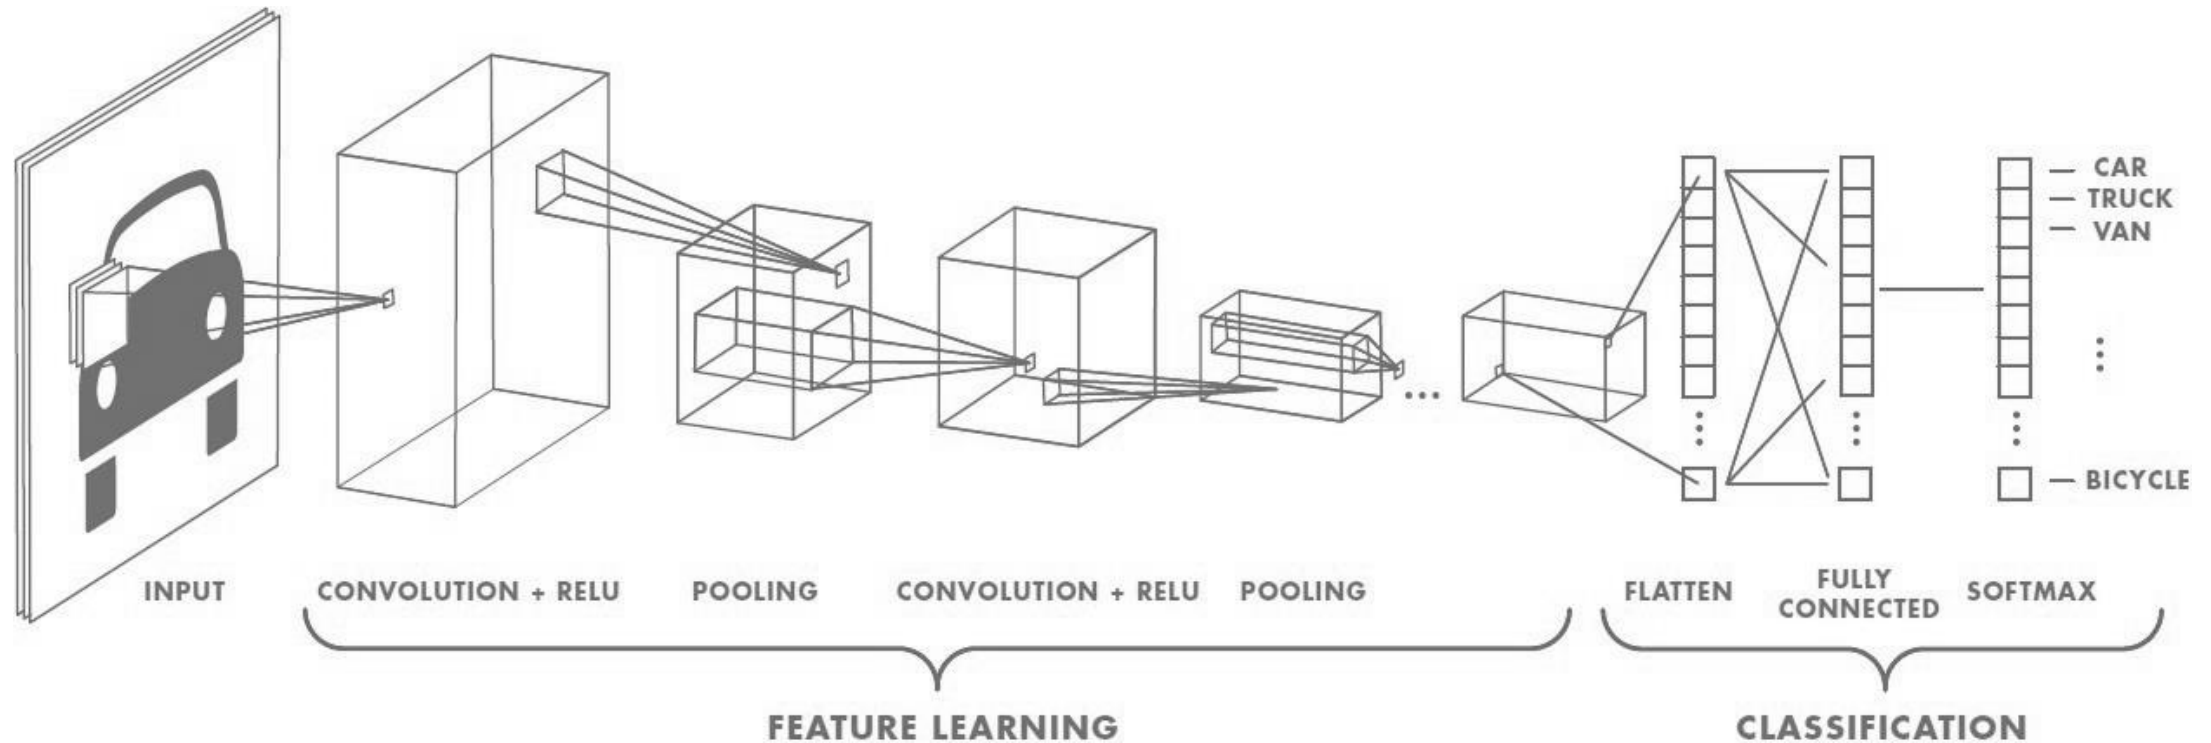 CAR
TRUCK
VAN
BICYCLE
INPUT
CONVOLUTION + RELU
POOLING
CONVOLUTION + RELU
POOLING
FLATTEN
FULLY
CONNECTED
SOFTMAX
FEATURE LEARNING
CLASSIFICATION